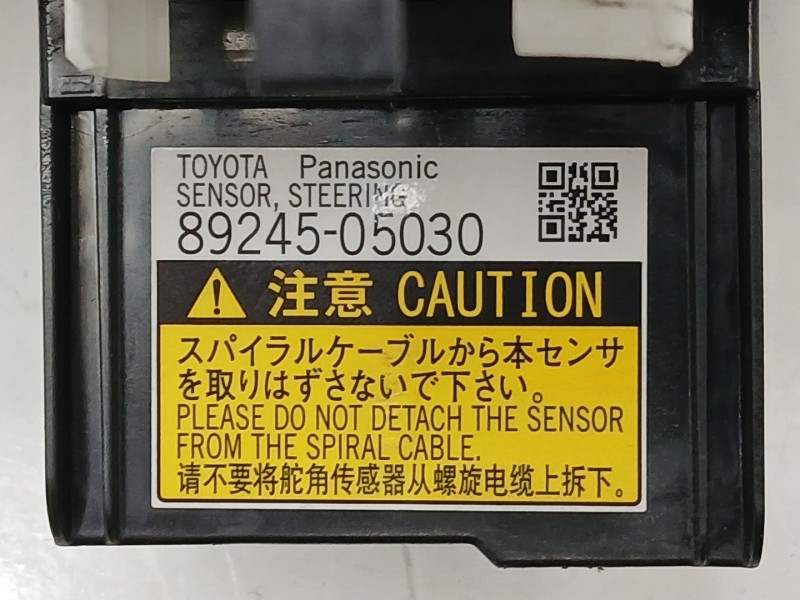 TOYOTA Panasonic
SENSOR, STEERING
89245-05030
注意 CAUTION
スパイラルケーブルから本センサ
を取りはずさないで下さい。
PLEASE DO NOT DETACH THE SENSOR
FROM THE SPIRAL CABLE.
请不要将舵角传感器从螺旋电缆上拆下。